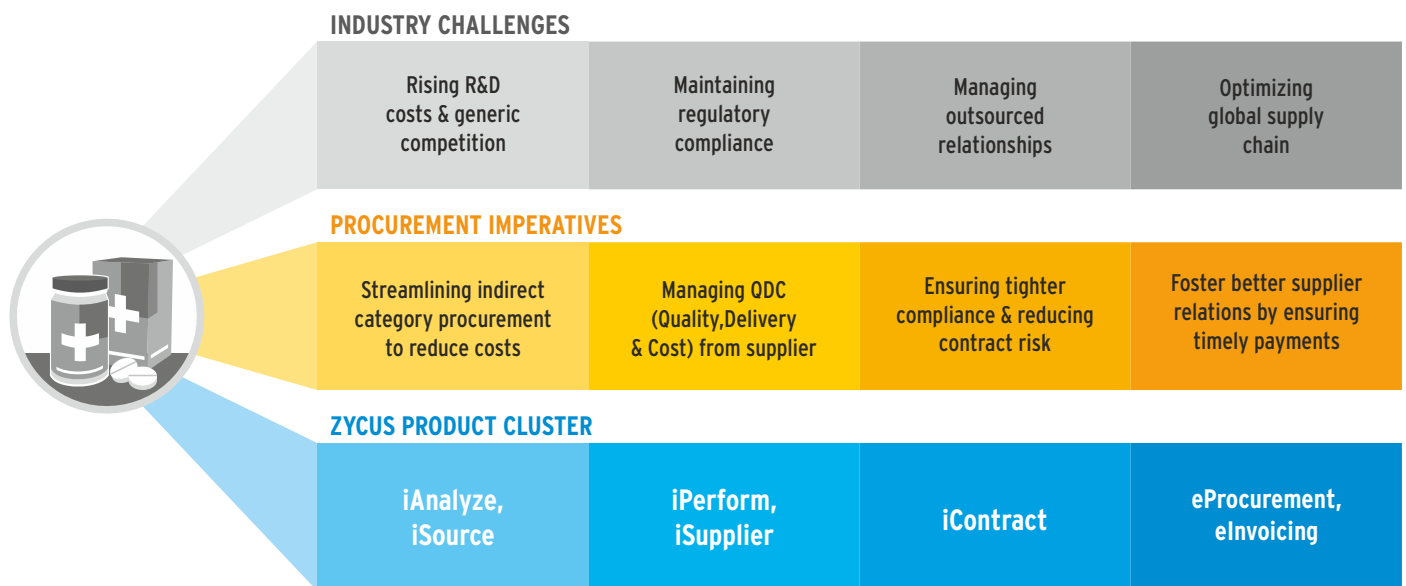 INDUSTRY CHALLENGES
Rising R&D
costs & generic
competition
Maintaining
regulatory
compliance
Managing
outsourced
relationships
Optimizing
global supply
chain
PROCUREMENT IMPERATIVES
Streamlining indirect
category procurement
to reduce costs
Managing QDC
(Quality,Delivery
& Cost) from supplier
Ensuring tighter
compliance & reducing
contract risk
Foster better supplier
relations by ensuring
timely payments
ZYCUS PRODUCT CLUSTER
iAnalyze,
iSource
iPerform,
iSupplier
iContract
eProcurement,
eInvoicing